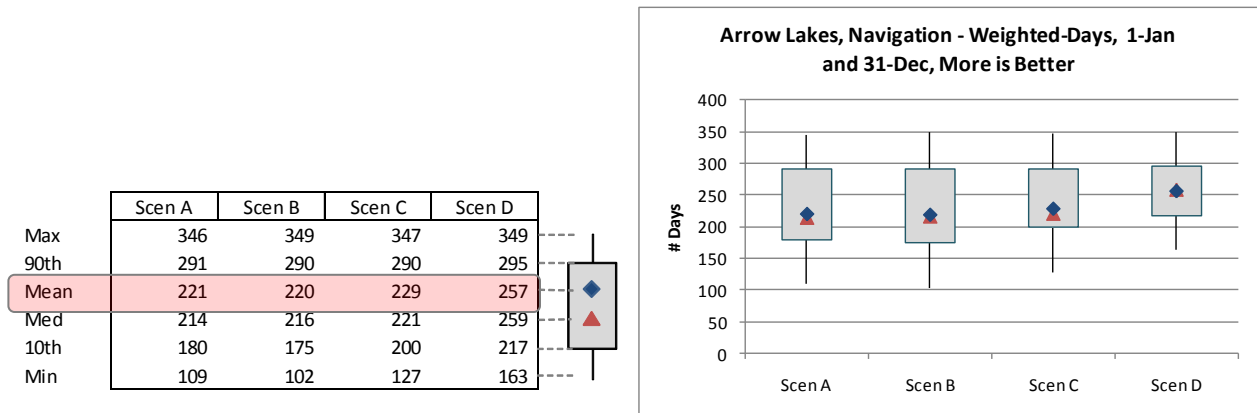 Scen A Scen B Scen C Scen D
Max 346 349 347 349
90th 291 290 290 295
Mean 221 220 229 257
Med 214 216 221 259
10th 180 175 200 217
Min 109 102 127 163
Arrow Lakes, Navigation - Weighted-Days, 1-Jan
and 31-Dec, More is Better
# Days
400
350
300
250
200
150
100
50
0
Scen A Scen B Scen C Scen D